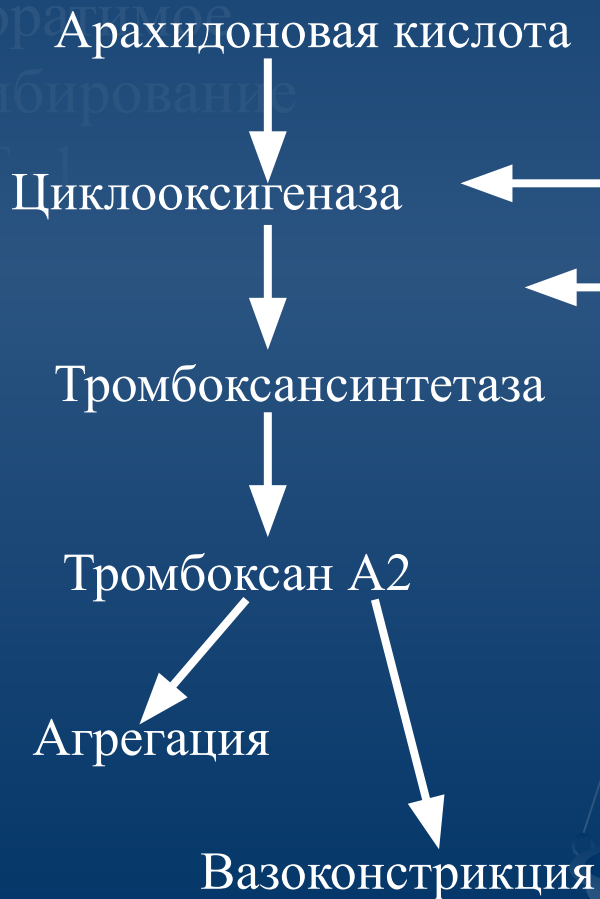 Арахидоновая кислота
Циклооксигеназа
Тромбоксансинтетаза
Тромбоксан А2
Агрегация
Вазоконстрикция